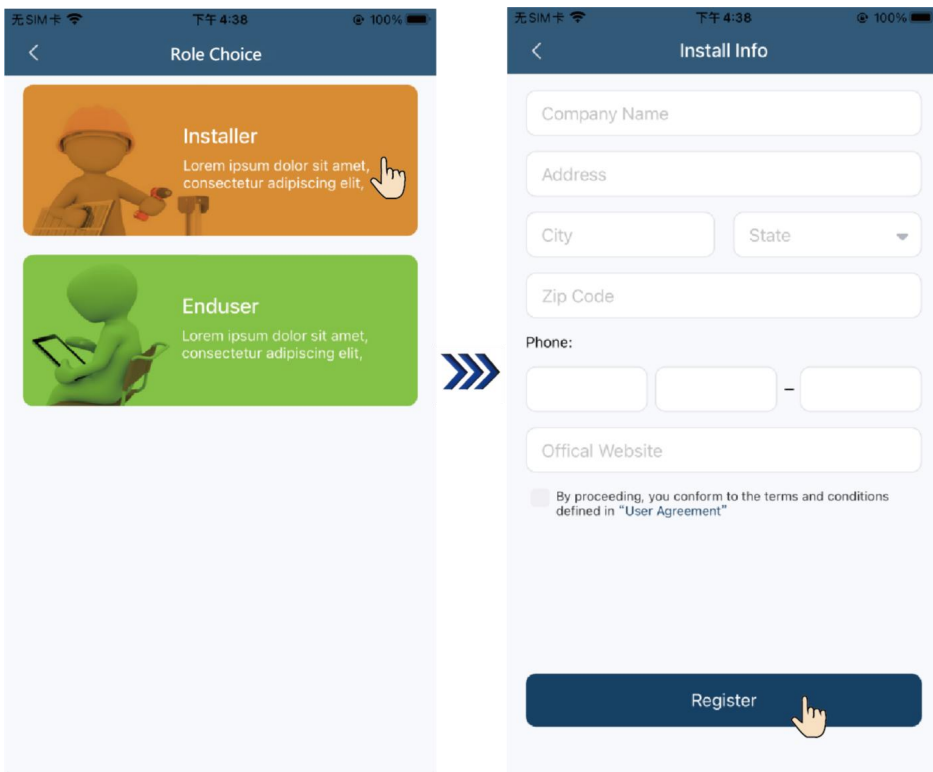 无SIM卡 下午4:38 100%
Role Choice
Installer
Lorem ipsum dolor sit amet,
consectetur adipiscing elit,
Enduser
Lorem ipsum dolor sit amet,
consectetur adipiscing elit,
无SIM卡 下午4:38 100%
Install Info
Company Name
Address
City State
Zip Code
Phone:
–
Offical Website
By proceeding, you conform to the terms and conditions
defined in “User Agreement”
Register